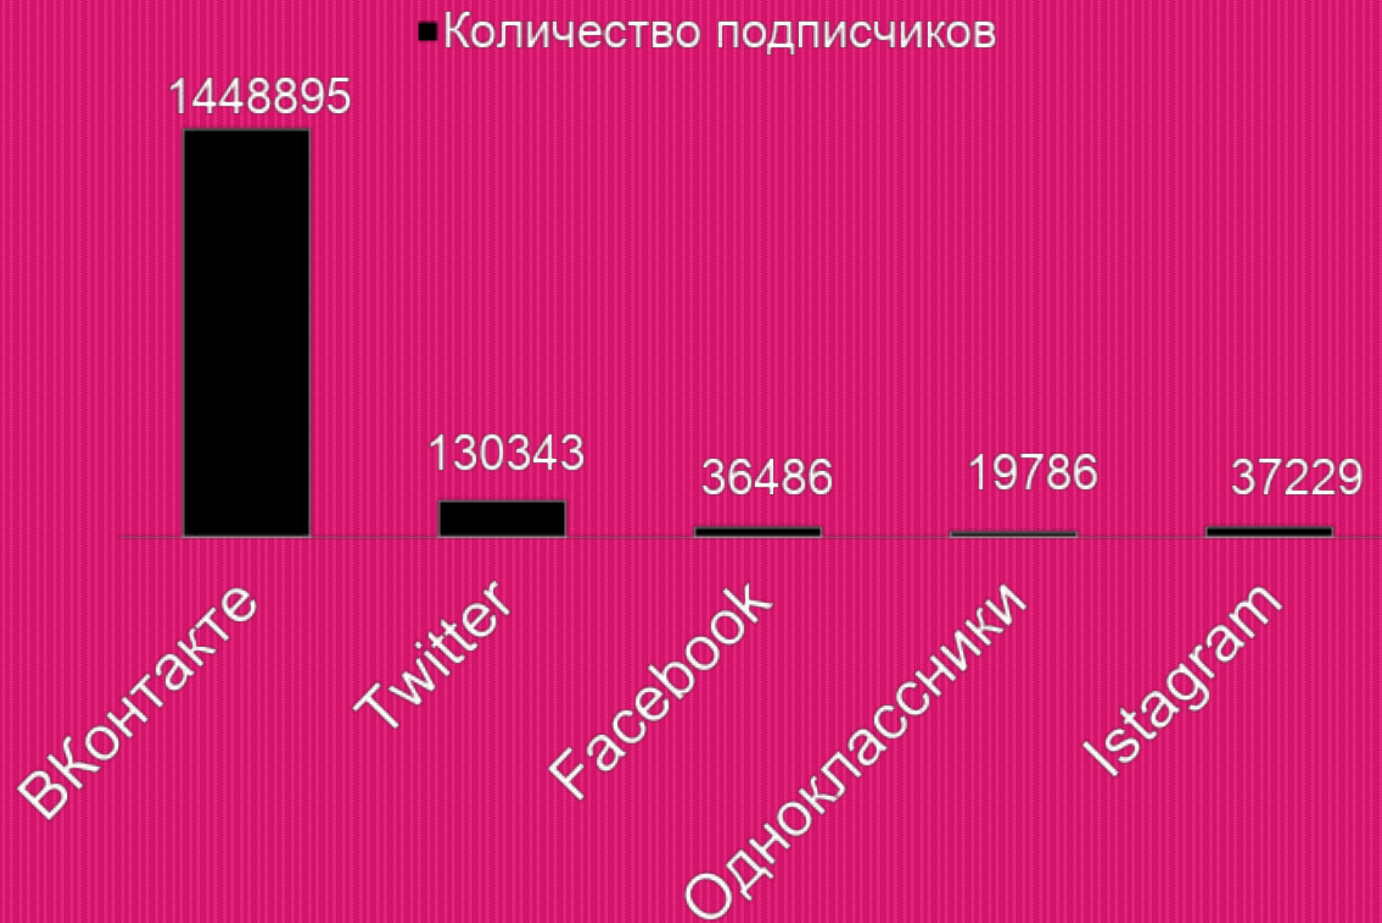 Количество подписчиков
1448895
130343
36486
19786
37229
ВКонтакте
Twitter
Facebook
Одноклассники
Istagram